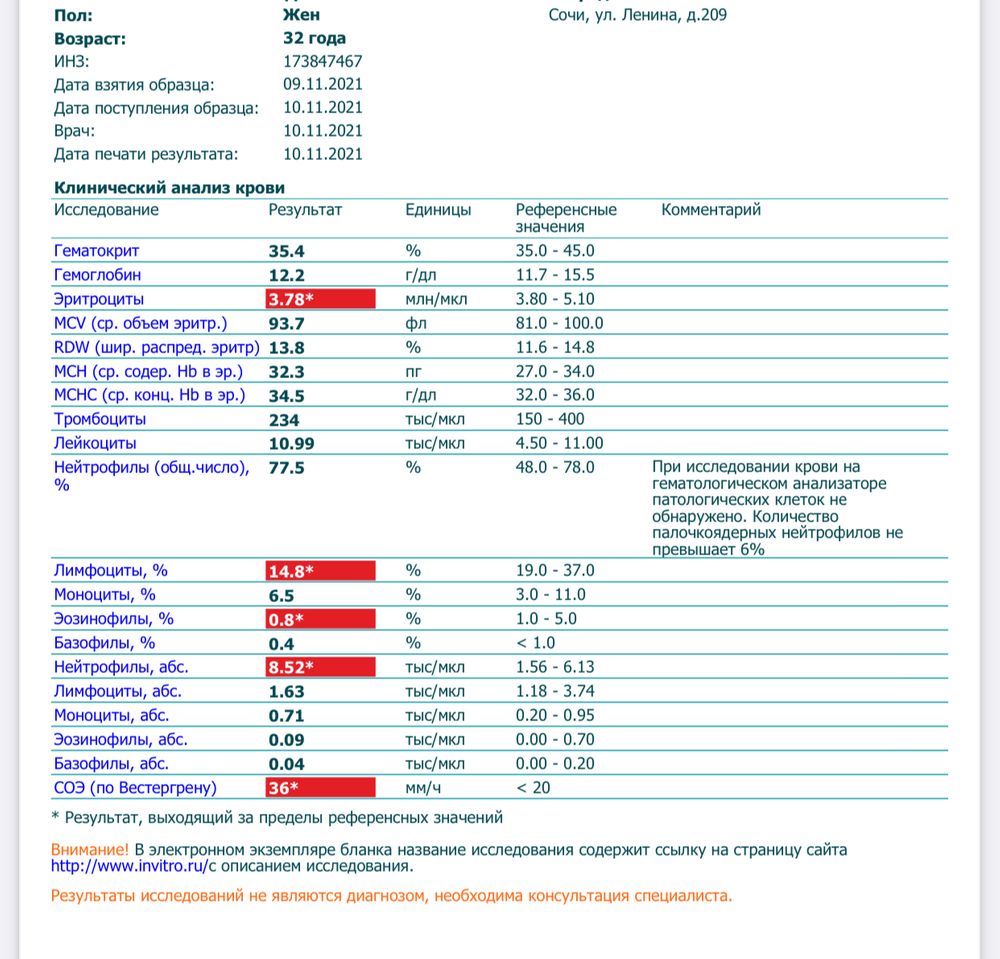 Пол: Жен Сочи, ул. Ленина, д.209
Возраст: 32 года
ИНЗ: 173847467
Дата взятия образца: 09.11.2021
Дата поступления образца: 10.11.2021
Врач: 10.11.2021
Дата печати результата: 10.11.2021
Клинический анализ крови
Исследование Результат Единицы Референсные Комментарий
значения
Гематокрит 35.4 % 35.0 - 45.0
Гемоглобин 12.2 г/дл 11.7 - 15.5
Эритроциты 3.78* млн/мкл 3.80 - 5.10
MCV (ср. объем эритр.) 93.7 фл 81.0 - 100.0
RDW (шир. распред. эритр) 13.8 % 11.6 - 14.8
MCH (ср. содер. Hb в эр.) 32.3 пг 27.0 - 34.0
МСНС (ср. конц. Hb в эр.) 34.5 г/дл 32.0 - 36.0
Тромбоциты 234 тыс/мкл 150 - 400
Лейкоциты 10.99 тыс/мкл 4.50 - 11.00
Нейтрофилы (общ.число), 77.5 % 48.0 - 78.0 При исследовании крови на
% гематологическом анализаторе
патологических клеток не
обнаружено. Количество
палочкоядерных нейтрофилов не
превышает 6%
Лимфоциты, % 14.8* % 19.0 - 37.0
Моноциты, % 6.5 % 3.0 - 11.0
Эозинофилы, % 0.8* % 1.0 - 5.0
Базофилы, % 0.4 % < 1.0
Нейтрофилы, абс. 8.52* тыс/мкл 1.56 - 6.13
Лимфоциты, абс. 1.63 тыс/мкл 1.18 - 3.74
Моноциты, абс. 0.71 тыс/мкл 0.20 - 0.95
Эозинофилы, абс. 0.09 тыс/мкл 0.00 - 0.70
Базофилы, абс. 0.04 тыс/мкл 0.00 - 0.20
СОЭ (по Вестергрену) 36* мм/ч < 20
* Результат, выходящий за пределы референсных значений
Внимание! В электронном экземпляре бланка название исследования содержит ссылку на страницу сайта
http://www.invitro.ru/с описанием исследования.
Результаты исследований не являются диагнозом, необходима консультация специалиста.